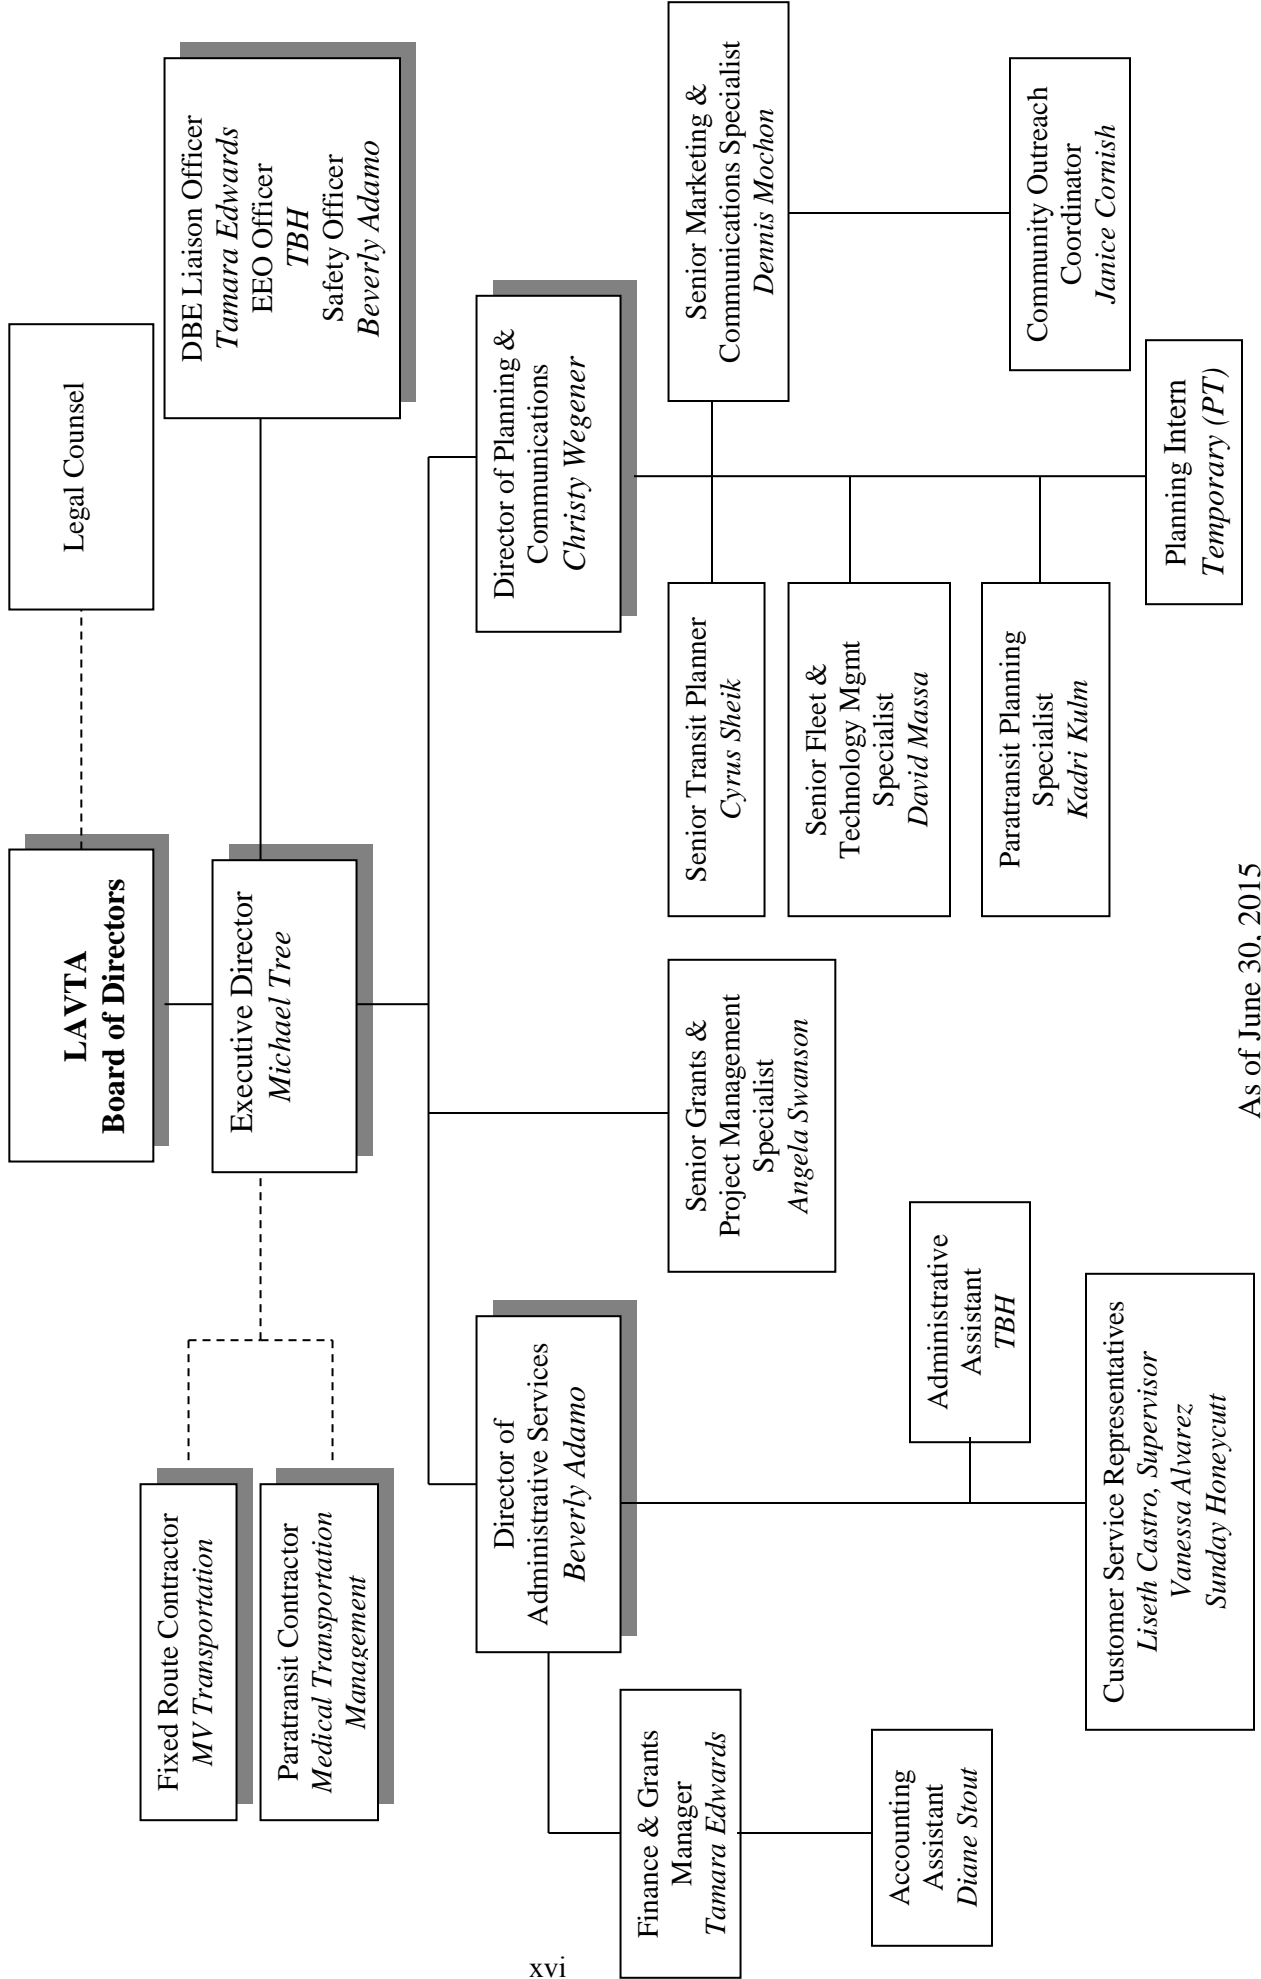 LAVTA
Board of Directors
Legal Counsel
Executive Director
Michael Tree
DBE Liaison Officer
Tamara Edwards
EEO Officer
TBH
Safety Officer
Beverly Adamo
Fixed Route Contractor
MV Transportation
Paratransit Contractor
Medical Transportation
Management
Director of
Administrative Services
Beverly Adamo
Director of Planning &
Communications
Christy Wegener
Finance & Grants
Manager
Tamara Edwards
Accounting
Assistant
Diane Stout
Administrative
Assistant
TBH
Customer Service Representatives
Liseth Castro, Supervisor
Vanessa Alvarez
Sunday Honeycutt
Senior Grants &
Project Management
Specialist
Angela Swanson
Senior Transit Planner
Cyrus Sheik
Senior Fleet &
Technology Mgmt
Specialist
David Massa
Paratransit Planning
Specialist
Kadri Kulm
Senior Marketing &
Communications Specialist
Dennis Mochon
Community Outreach
Coordinator
Janice Cornish
Planning Intern
Temporary (PT)
As of June 30, 2015
xvi